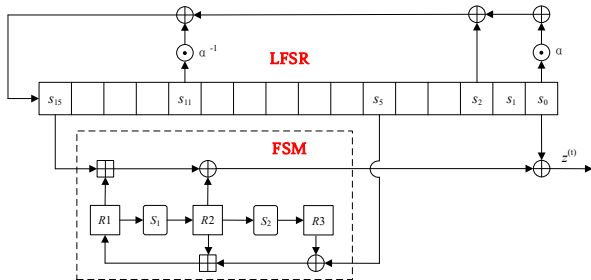 α⁻¹
α
LFSR
s₁₅ s₁₁ s₅ s₂ s₁ s₀
FSM
z⁽ᵗ⁾
R1 S₁ R2 S₂ R3